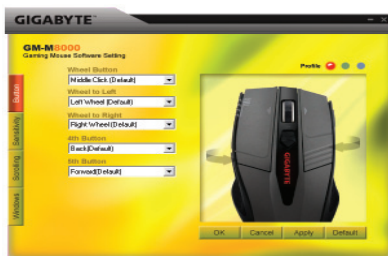 GIGABYTE™
GM-M8000
Gaming Mouse Software Setting
Profile
Wheel Button
Middle Click (Default)
Wheel to Left
Left Wheel (Default)
Wheel to Right
Right Wheel (Default)
4th Button
Back(Default)
5th Button
Forward(Default)
Button
Sensitivity
Scrolling
Windows
GIGABYTE
OK
Cancel
Apply
Default